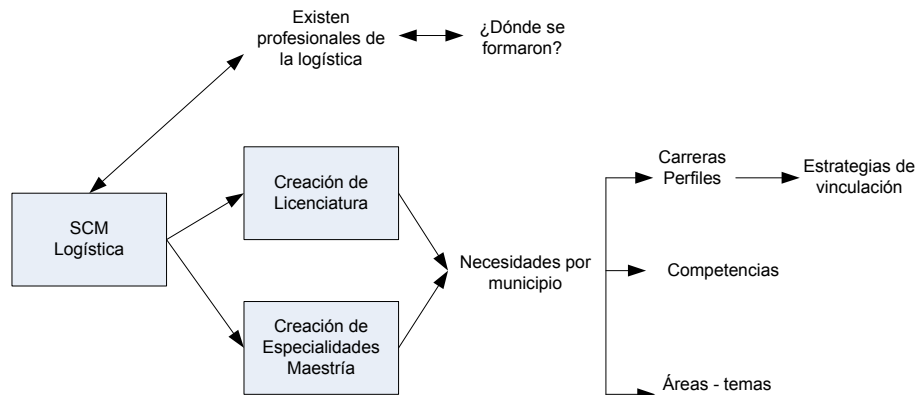 Existen
profesionales de
la logística
¿Dónde se
formaron?
SCM
Logística
Creación de
Licenciatura
Creación de
Especialidades
Maestría
Necesidades por
municipio
Carreras
Perfiles
Estrategias de
vinculación
Competencias
Áreas - temas